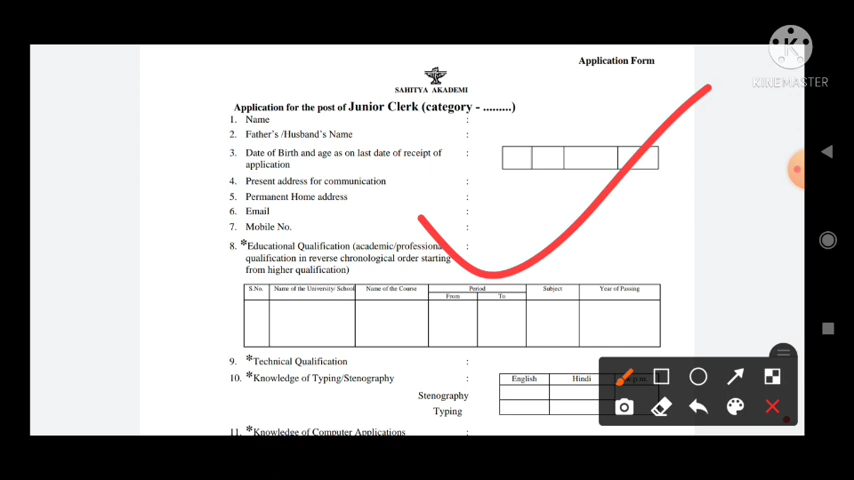 Application Form
KINEMASTER
SAHITYA AKADEMI
Application for the post of Junior Clerk (category - .........)
1. Name :
2. Father's /Husband's Name :
3. Date of Birth and age as on last date of receipt of :
application
4. Present address for communication :
5. Permanent Home address :
6. Email :
7. Mobile No. :
8. *Educational Qualification (academic/professional :
qualification in reverse chronological order starting
from higher qualification)
S.No. Name of the University/ School Name of the Course Period Subject Year of Passing
From To
9. *Technical Qualification :
10. *Knowledge of Typing/Stenography :
English Hindi
Stenography
Typing
11. *Knowledge of Computer Applications :